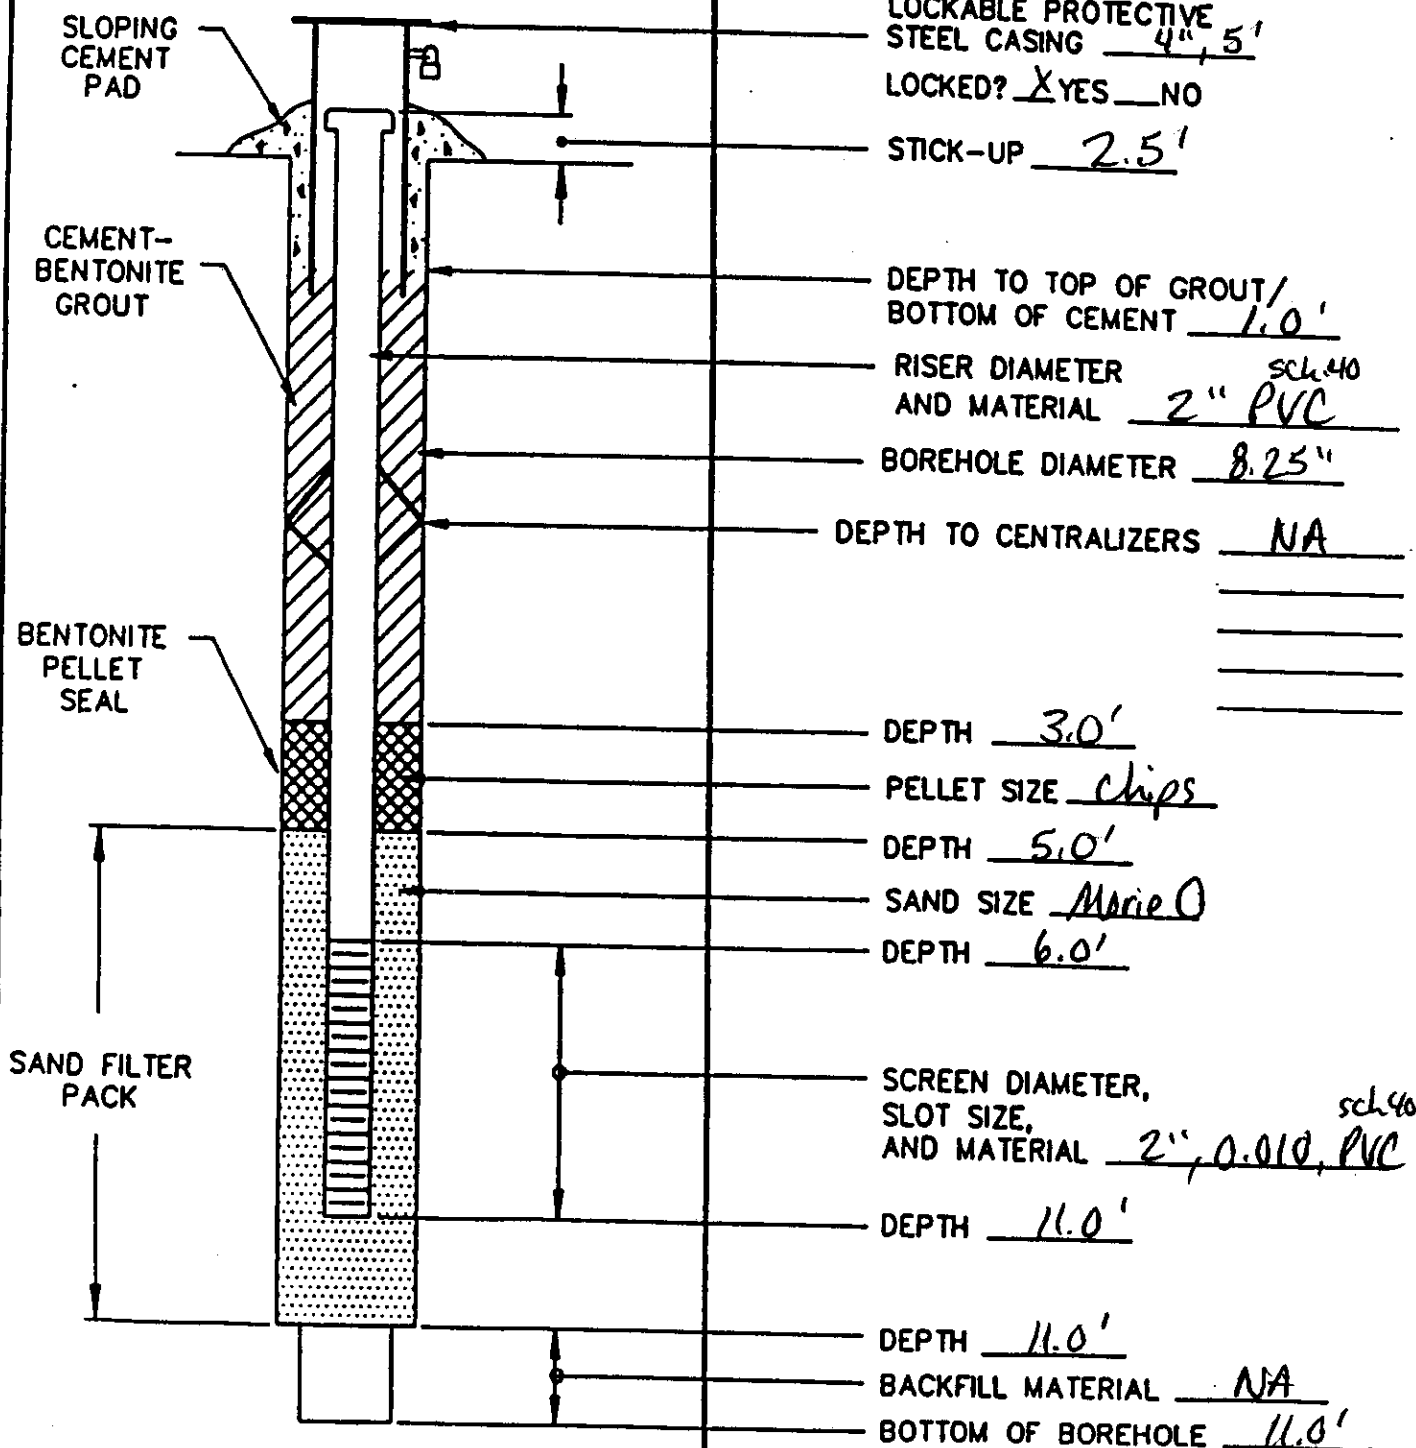 SLOPING
CEMENT
PAD
CEMENT-
BENTONITE
GROUT
BENTONITE
PELLET
SEAL
SAND FILTER
PACK
LOCKABLE PROTECTIVE
STEEL CASING 4", 5'
LOCKED? X YES __ NO
STICK-UP 2.5'
DEPTH TO TOP OF GROUT/
BOTTOM OF CEMENT 1.0'
RISER DIAMETER sch.40
AND MATERIAL 2" PVC
BOREHOLE DIAMETER 8.25"
DEPTH TO CENTRALIZERS NA
DEPTH 3.0'
PELLET SIZE Chips
DEPTH 5.0'
SAND SIZE Morie 0
DEPTH 6.0'
SCREEN DIAMETER,
SLOT SIZE, sch 40
AND MATERIAL 2", 0.010, PVC
DEPTH 11.0'
DEPTH 11.0'
BACKFILL MATERIAL NA
BOTTOM OF BOREHOLE 11.0'